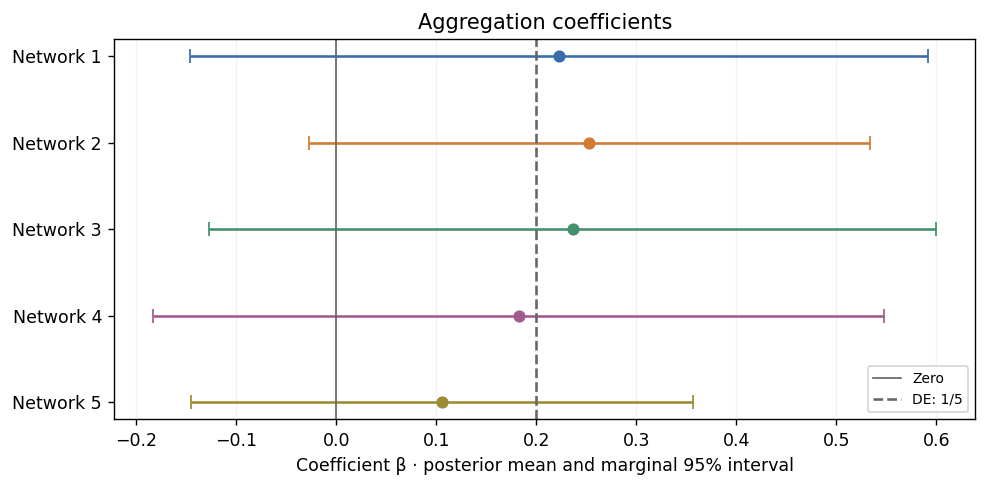 Aggregation coefficients
Network 1
Network 2
Network 3
Network 4
Network 5
Zero
DE: 1/5
−0.2 −0.1 0.0 0.1 0.2 0.3 0.4 0.5 0.6
Coefficient β · posterior mean and marginal 95% interval